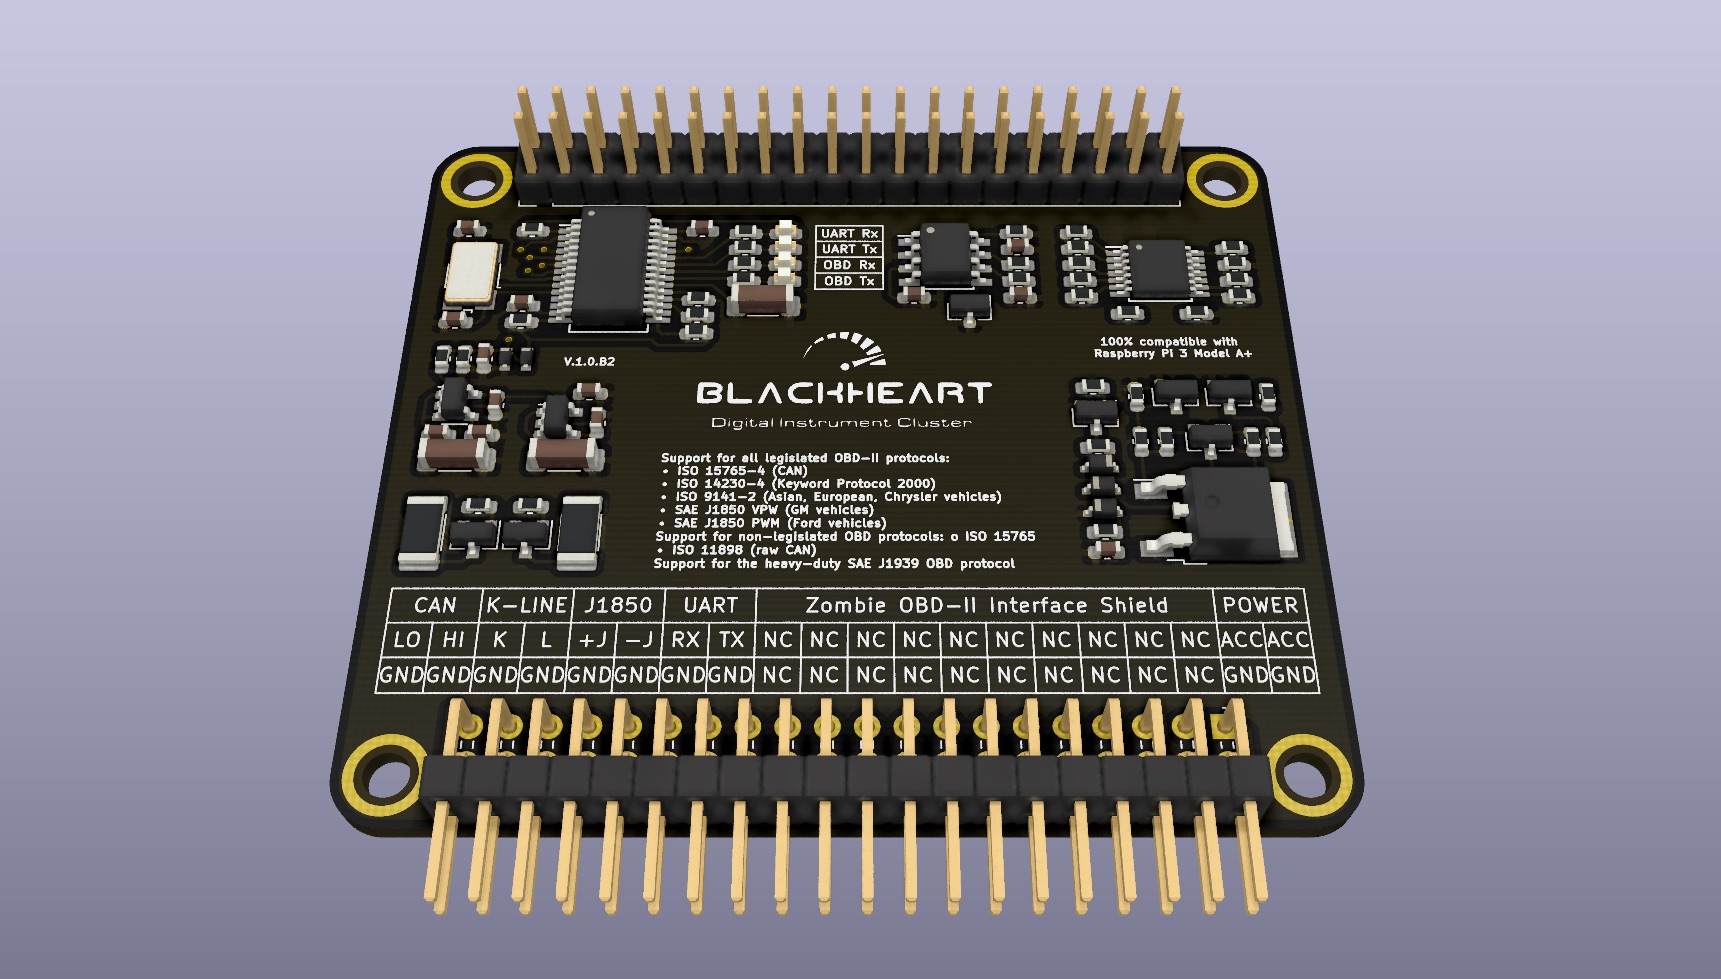 UART Rx
UART Tx
OBD Rx
OBD Tx
V.1.0.B2
100% compatible with
Raspberry Pi 3 Model A+
BLACKHEART
Digital Instrument Cluster
Support for all legislated OBD-II protocols:
• ISO 15765-4 (CAN)
• ISO 14230-4 (Keyword Protocol 2000)
• ISO 9141-2 (Asian, European, Chrysler vehicles)
• SAE J1850 VPW (GM vehicles)
• SAE J1850 PWM (Ford vehicles)
Support for non-legislated OBD protocols: o ISO 15765
• ISO 11898 (raw CAN)
Support for the heavy-duty SAE J1939 OBD protocol
CAN K-LINE J1850 UART Zombie OBD-II Interface Shield POWER
LO HI K L +J -J RX TX NC NC NC NC NC NC NC NC NC NC ACC ACC
GND GND GND GND GND GND GND GND NC NC NC NC NC NC NC NC NC NC GND GND